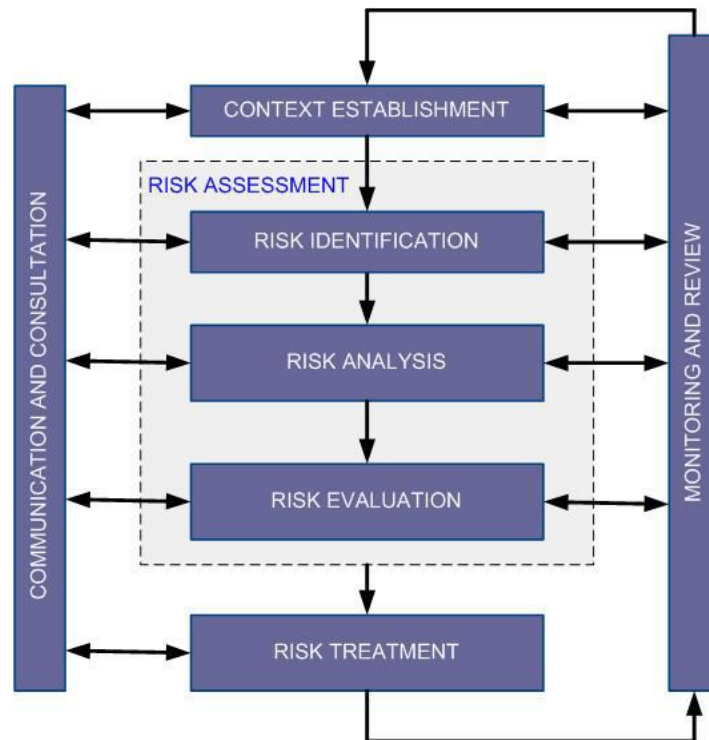 CONTEXT ESTABLISHMENT
RISK ASSESSMENT
RISK IDENTIFICATION
RISK ANALYSIS
RISK EVALUATION
RISK TREATMENT
COMMUNICATION AND CONSULTATION
MONITORING AND REVIEW